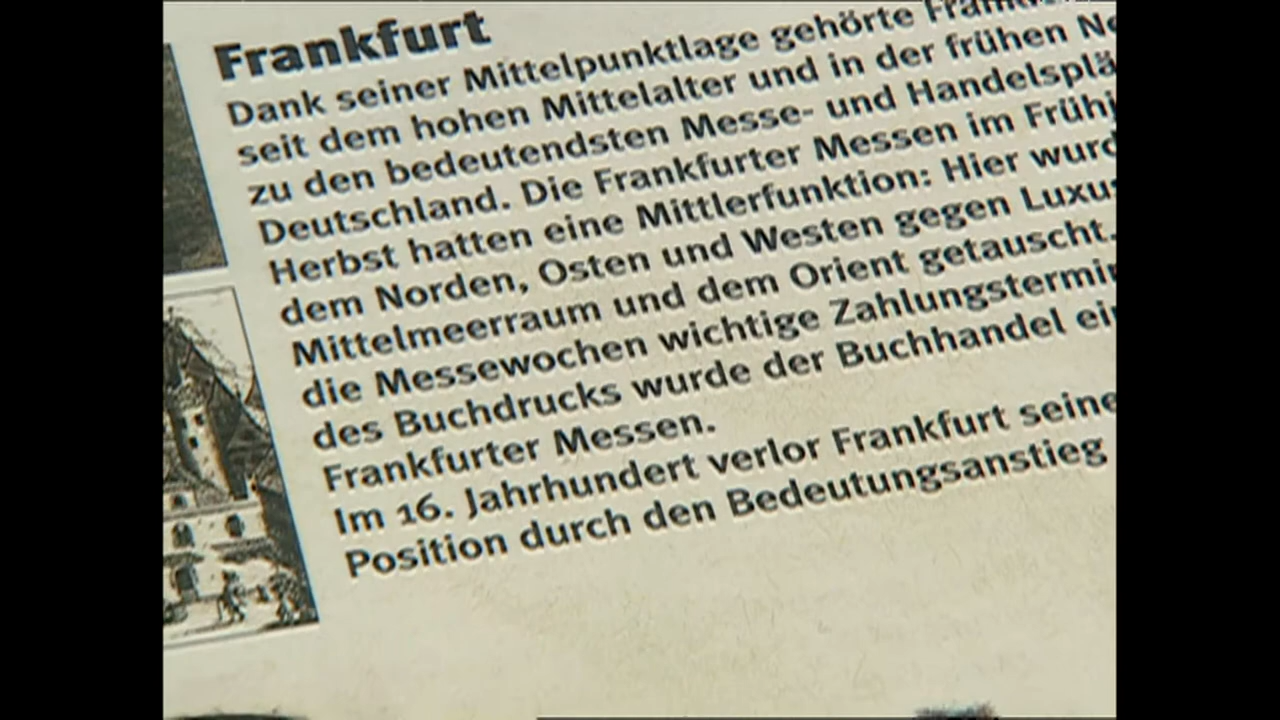 Frankfurt
Dank seiner Mittelpunktlage gehörte
seit dem hohen Mittelalter und in der frühen
zu den bedeutendsten Messe- und
Deutschland. Die Frankfurter Messen im
Herbst hatten eine Mittlerfunktion: Hier
dem Norden, Osten und Westen gegen
Mittelmeerraum und dem Orient getauscht.
die Messewochen wichtige
des Buchdrucks wurde der Buchhandel
Frankfurter Messen.
Im 16. Jahrhundert verlor Frankfurt
Position durch den Bedeutungsanstieg